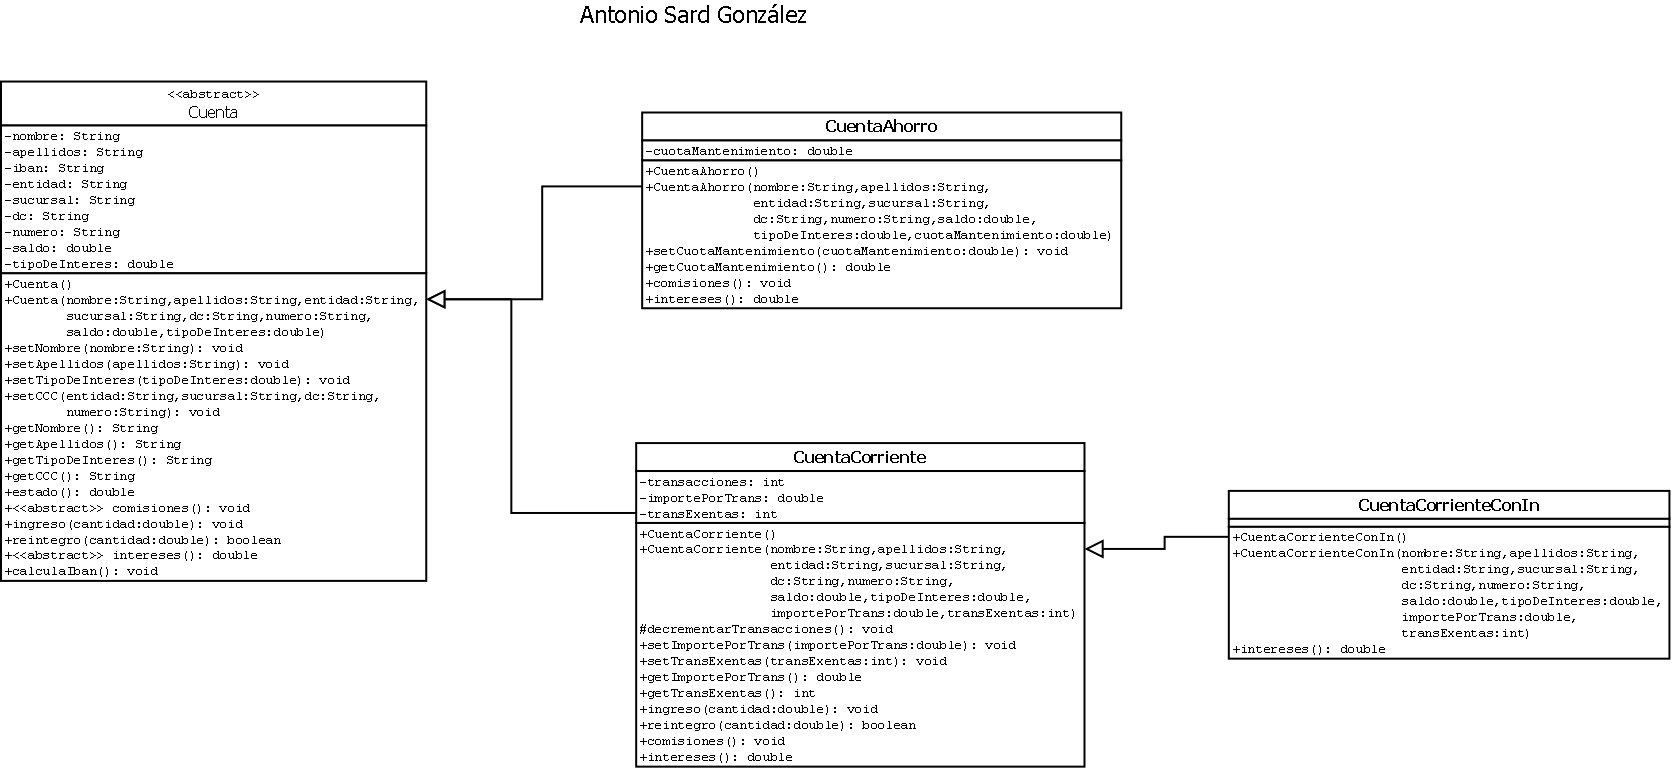 Antonio Sard González
<<abstract>>
Cuenta
-nombre: String
-apellidos: String
-iban: String
-entidad: String
-sucursal: String
-dc: String
-numero: String
-saldo: double
-tipoDeInteres: double
+Cuenta()
+Cuenta(nombre:String,apellidos:String,entidad:String,
sucursal:String,dc:String,numero:String,
saldo:double,tipoDeInteres:double)
+setNombre(nombre:String): void
+setApellidos(apellidos:String): void
+setTipoDeInteres(tipoDeInteres:double): void
+setCCC(entidad:String,sucursal:String,dc:String,
numero:String): void
+getNombre(): String
+getApellidos(): String
+getTipoDeInteres(): String
+getCCC(): String
+estado(): double
+<<abstract>> comisiones(): void
+ingreso(cantidad:double): void
+reintegro(cantidad:double): boolean
+<<abstract>> intereses(): double
+calculaIban(): void
CuentaAhorro
-cuotaMantenimiento: double
+CuentaAhorro()
+CuentaAhorro(nombre:String,apellidos:String,
entidad:String,sucursal:String,
dc:String,numero:String,saldo:double,
tipoDeInteres:double,cuotaMantenimiento:double)
+setCuotaMantenimiento(cuotaMantenimiento:double): void
+getCuotaMantenimiento(): double
+comisiones(): void
+intereses(): double
CuentaCorriente
-transacciones: int
-importePorTrans: double
-transExentas: int
+CuentaCorriente()
+CuentaCorriente(nombre:String,apellidos:String,
entidad:String,sucursal:String,
dc:String,numero:String,
saldo:double,tipoDeInteres:double,
importePorTrans:double,transExentas:int)
#decrementarTransacciones(): void
+setImportePorTrans(importePorTrans:double): void
+setTransExentas(transExentas:int): void
+getImportePorTrans(): double
+getTransExentas(): int
+ingreso(cantidad:double): void
+reintegro(cantidad:double): boolean
+comisiones(): void
+intereses(): double
CuentaCorrienteConIn
+CuentaCorrienteConIn()
+CuentaCorrienteConIn(nombre:String,apellidos:String,
entidad:String,sucursal:String,
dc:String,numero:String,
saldo:double,tipoDeInteres:double,
importePorTrans:double,
transExentas:int)
+intereses(): double